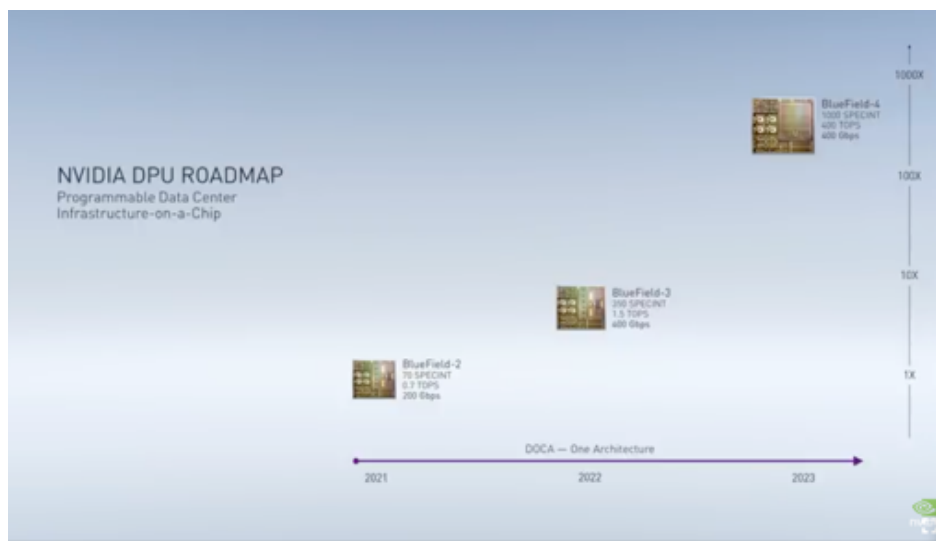 NVIDIA DPU ROADMAP
Programmable Data Center
Infrastructure-on-a-Chip
1000X
BlueField-4
1000 SPECINT
400 TOPS
400 Gbps
100X
10X
BlueField-3
350 SPECINT
1.5 TOPS
400 Gbps
1X
BlueField-2
70 SPECINT
0.7 TOPS
200 Gbps
DOCA — One Architecture
2021
2022
2023